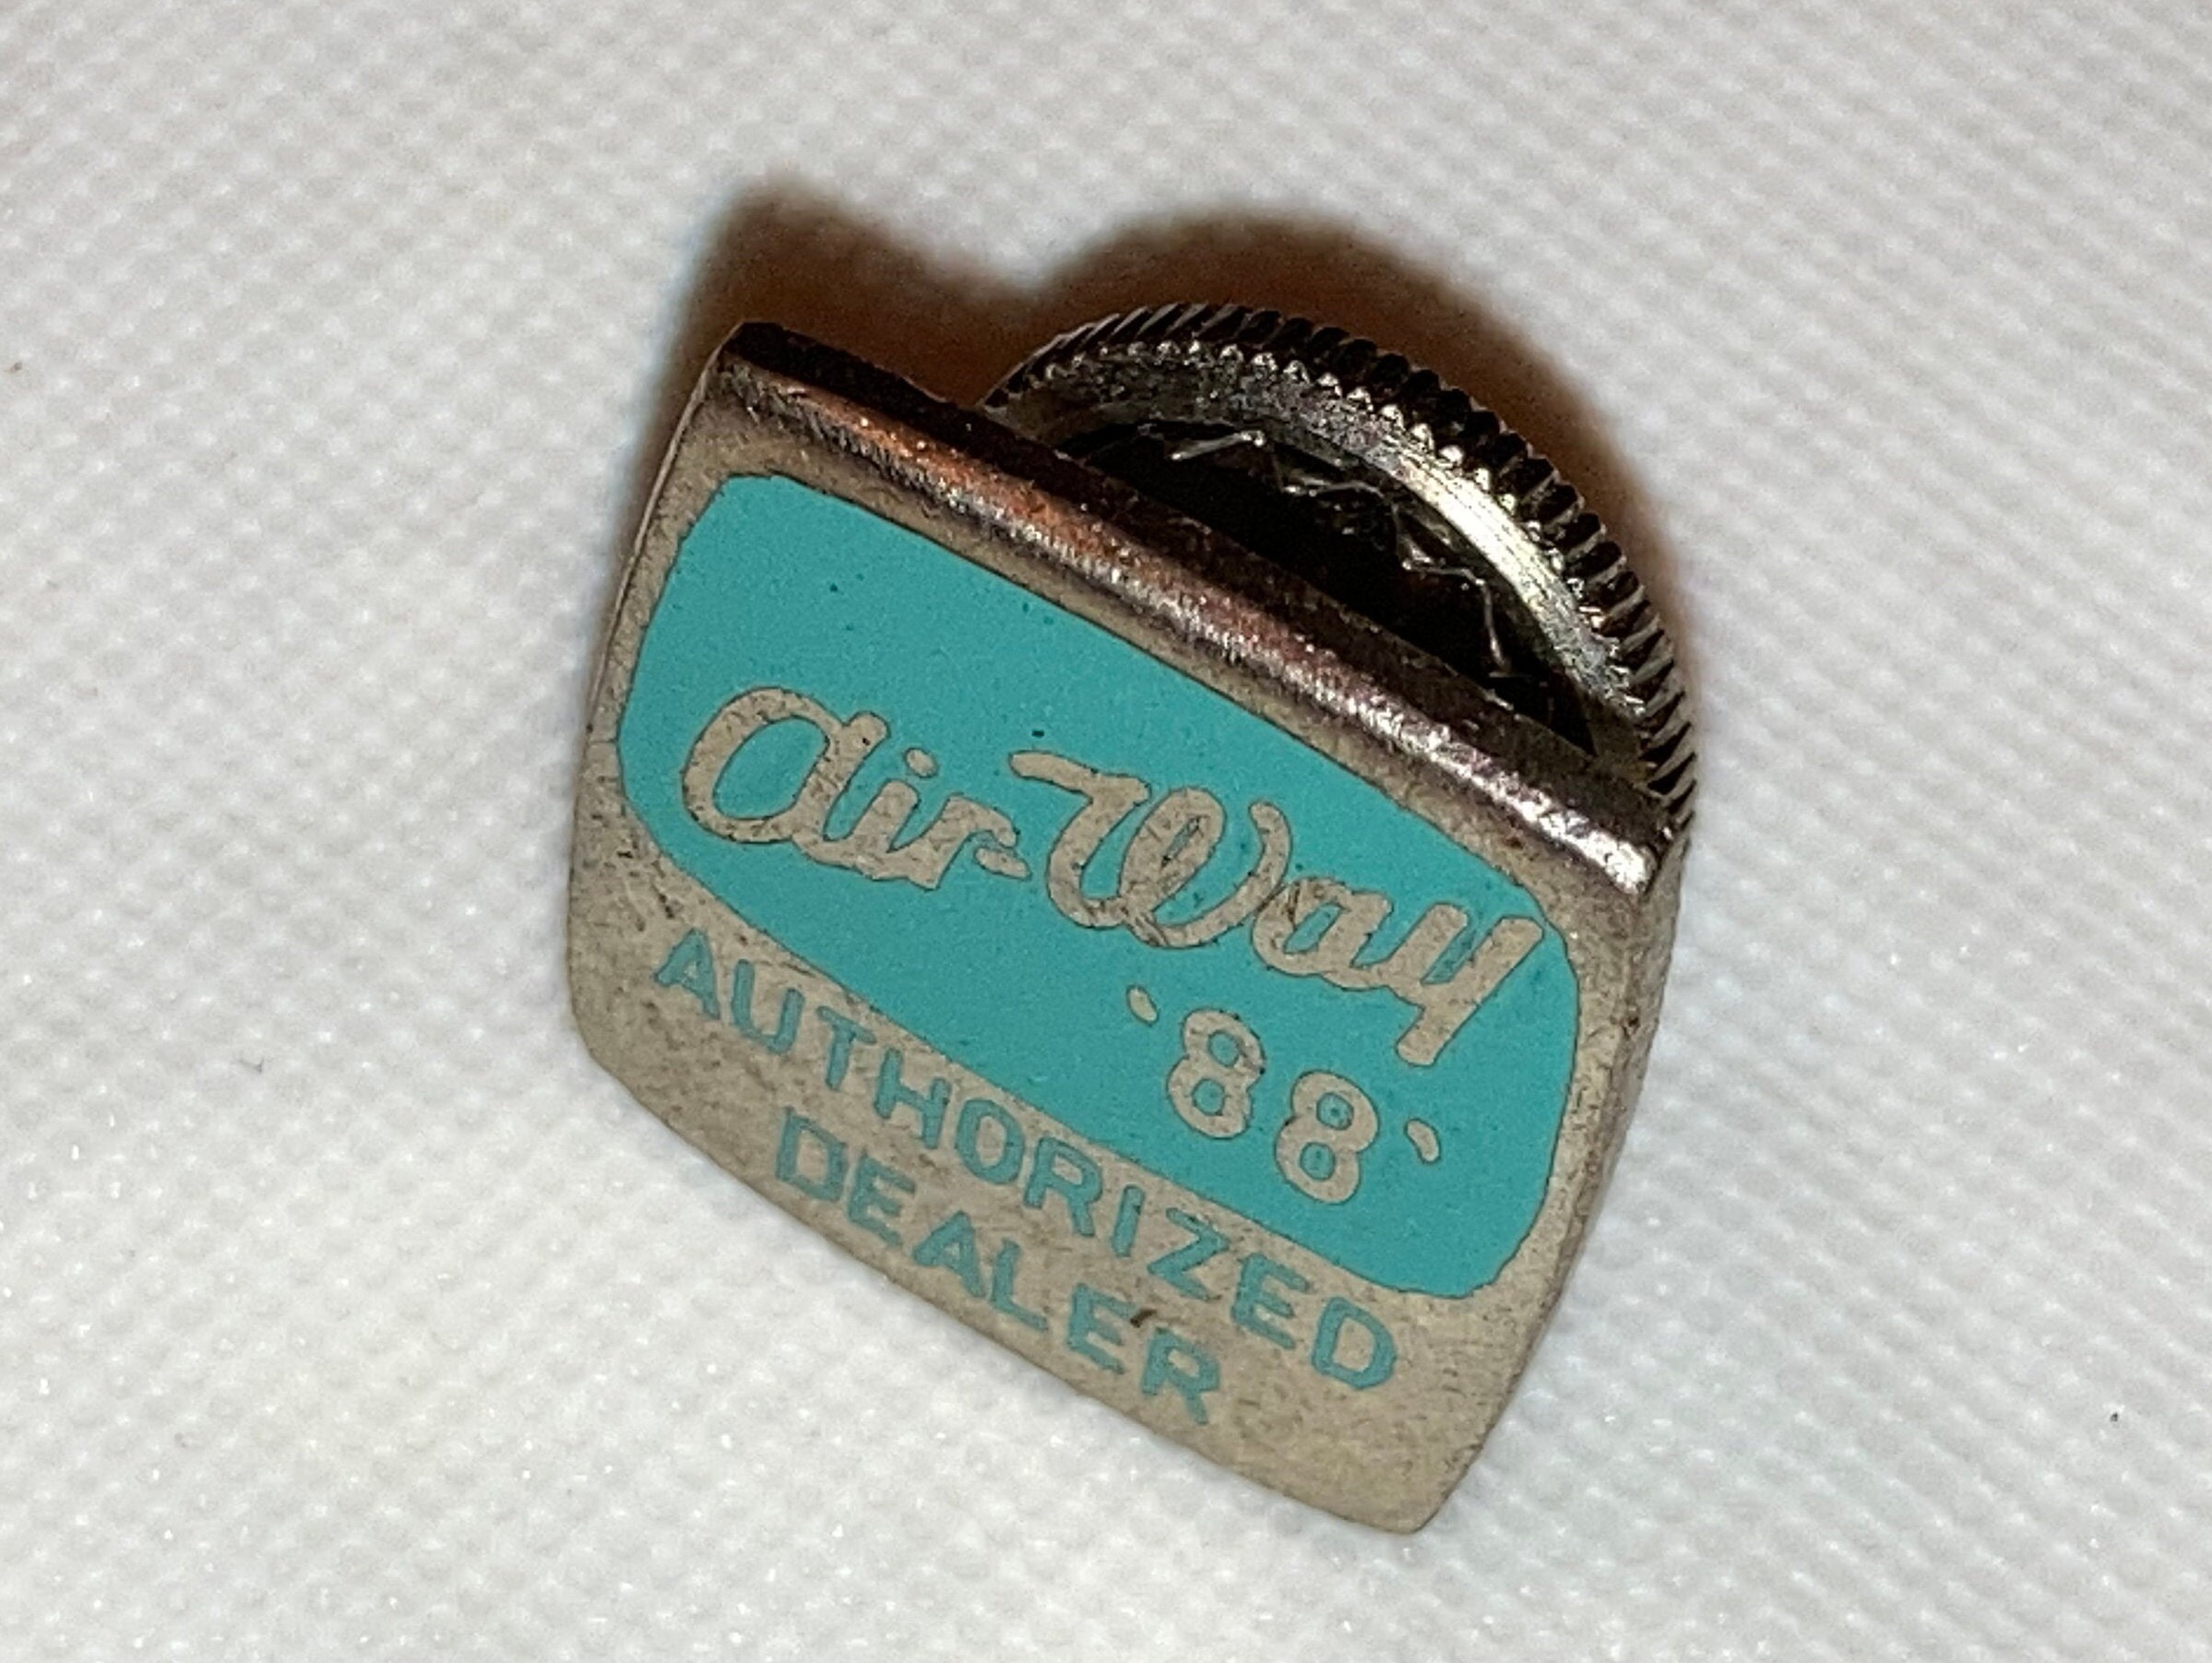 air-Way
'88'
AUTHORIZED
DEALER